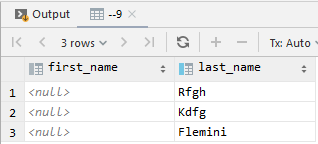 Output --9
3 rows Tx: Auto
first_name last_name
1 <null> Rfgh
2 <null> Kdfg
3 <null> Flemini